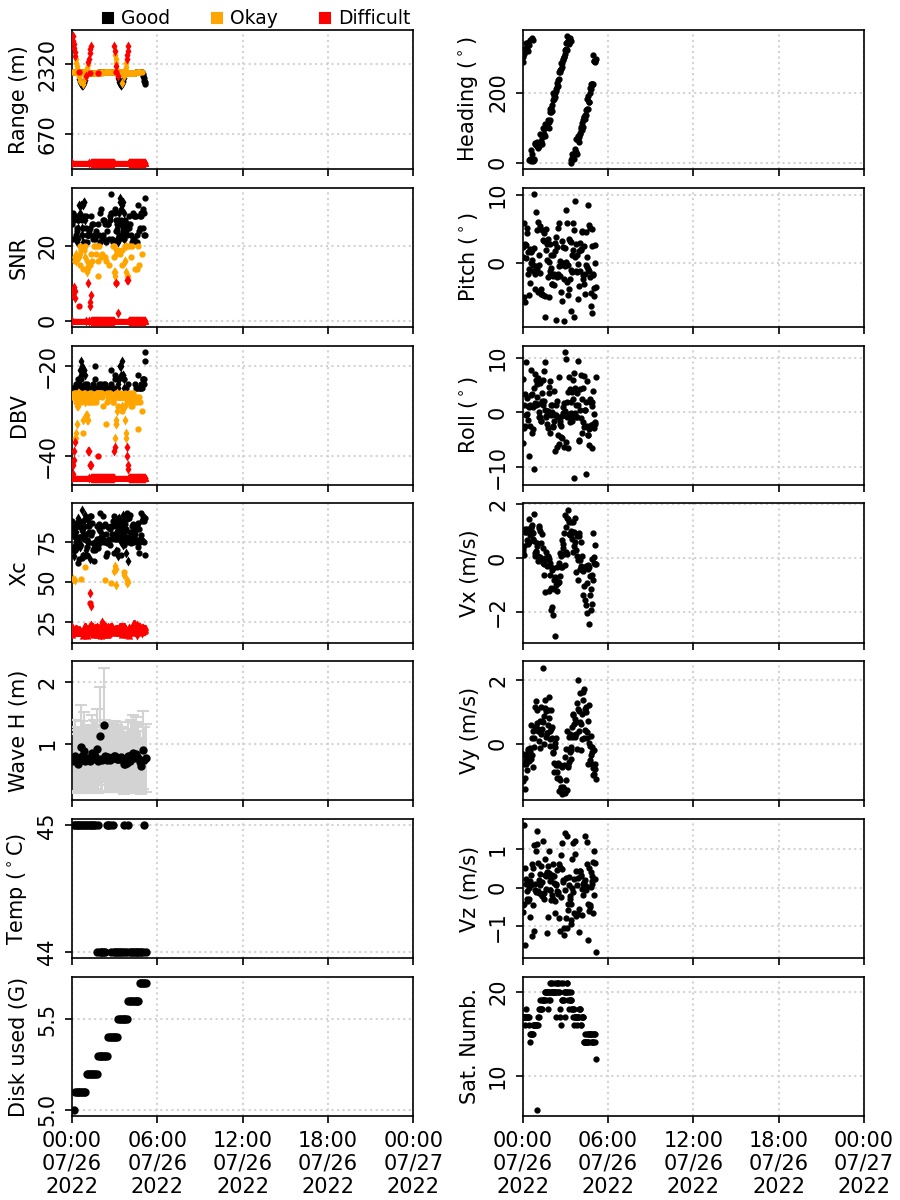 Good Okay Difficult
Range (m)
2320
670
Heading (°)
200
0
SNR
20
0
Pitch (°)
10
0
DBV
−20
−40
Roll (°)
10
0
−10
Xc
75
50
25
Vx (m/s)
2
0
−2
Wave H (m)
2
1
Vy (m/s)
2
0
Temp (°C)
45
44
Vz (m/s)
1
0
−1
Disk used (G)
5.5
5.0
Sat. Numb.
20
10
00:00 06:00 12:00 18:00 00:00
07/26 07/26 07/26 07/26 07/27
2022 2022 2022 2022 2022
00:00 06:00 12:00 18:00 00:00
07/26 07/26 07/26 07/26 07/27
2022 2022 2022 2022 2022